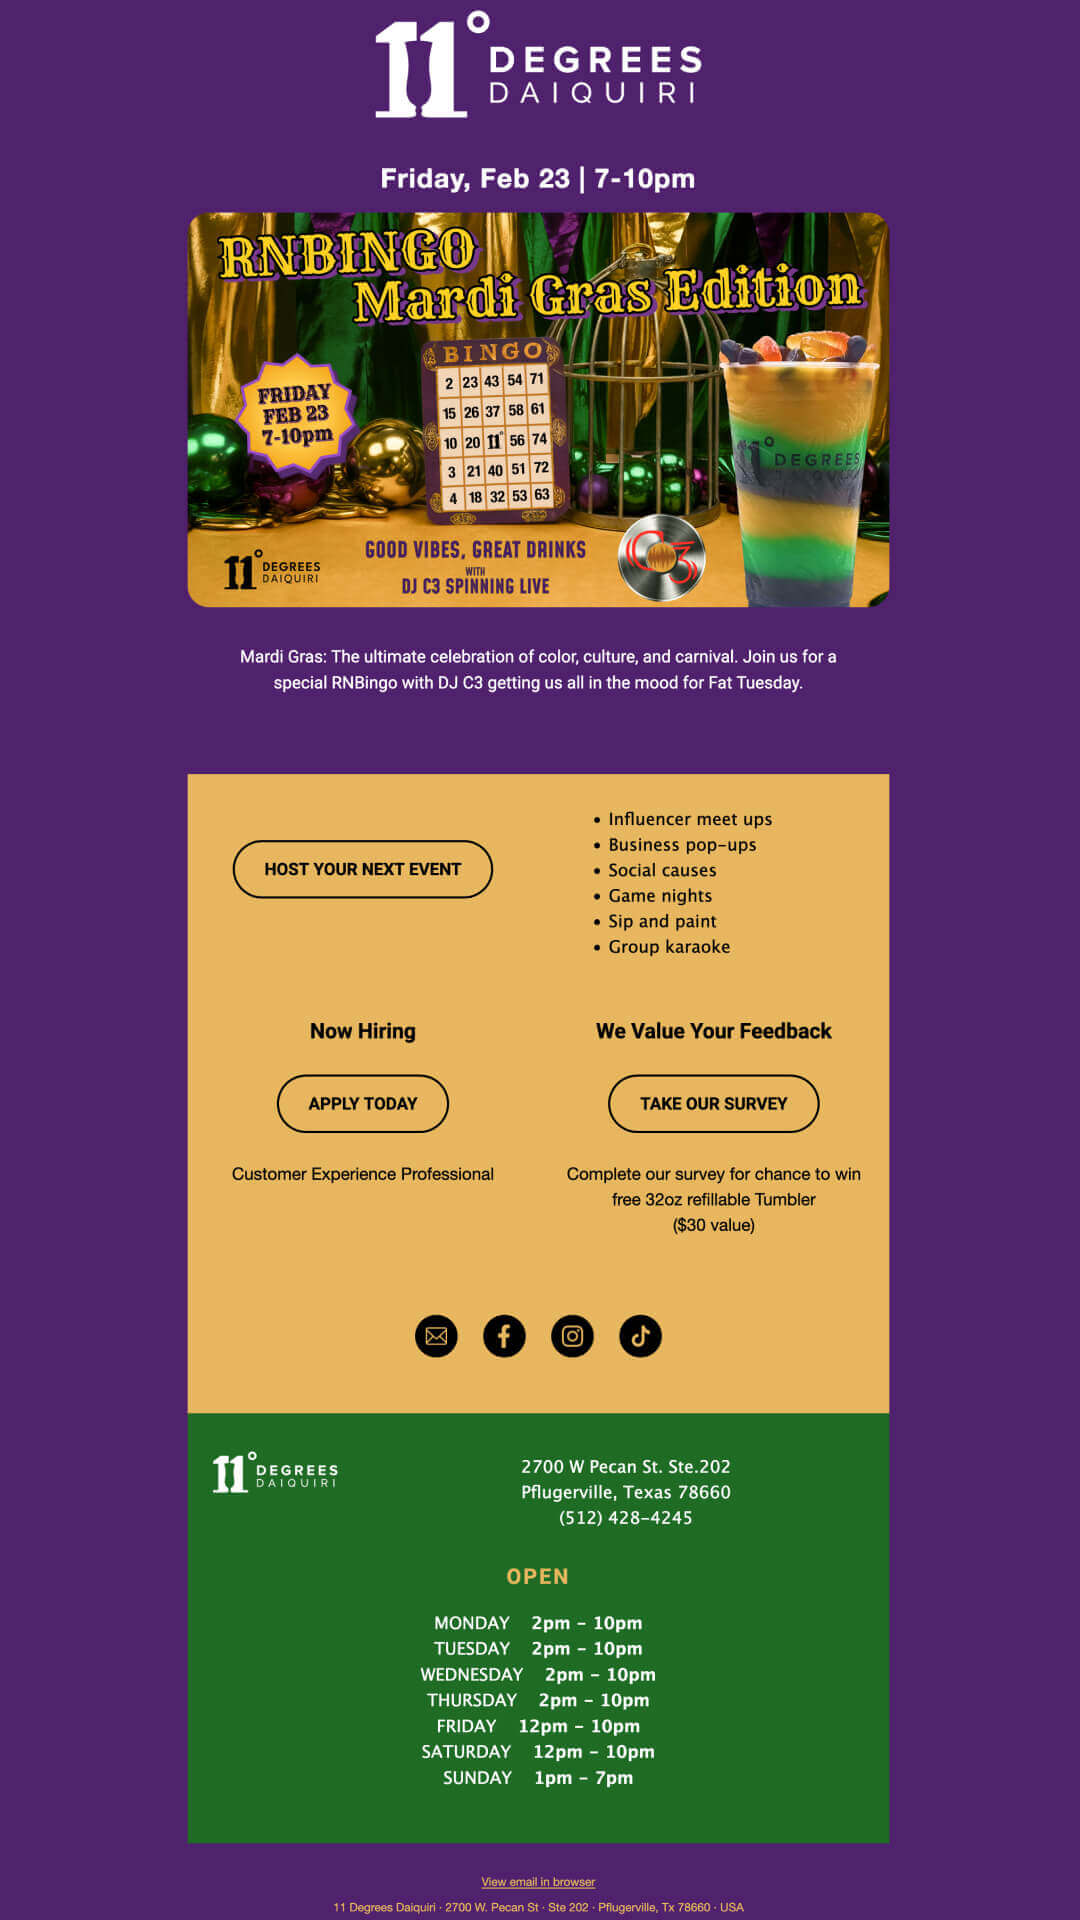 11° DEGREES
DAIQUIRI
Friday, Feb 23 | 7-10pm
RNBINGO
Mardi Gras Edition
FRIDAY
FEB 23
7-10pm
BINGO
2 23 43 54 71
15 26 37 58 61
10 20 11° 56 74
3 21 40 51 72
4 18 32 53 63
11° DEGREES
11° DEGREES
DAIQUIRI
GOOD VIBES, GREAT DRINKS
WITH
DJ C3 SPINNING LIVE
C3
Mardi Gras: The ultimate celebration of color, culture, and carnival. Join us for a
special RNBingo with DJ C3 getting us all in the mood for Fat Tuesday.
HOST YOUR NEXT EVENT
• Influencer meet ups
• Business pop-ups
• Social causes
• Game nights
• Sip and paint
• Group karaoke
Now Hiring
APPLY TODAY
Customer Experience Professional
We Value Your Feedback
TAKE OUR SURVEY
Complete our survey for chance to win
free 32oz refillable Tumbler
($30 value)
11° DEGREES
DAIQUIRI
2700 W Pecan St. Ste.202
Pflugerville, Texas 78660
(512) 428-4245
OPEN
MONDAY 2pm - 10pm
TUESDAY 2pm - 10pm
WEDNESDAY 2pm - 10pm
THURSDAY 2pm - 10pm
FRIDAY 12pm - 10pm
SATURDAY 12pm - 10pm
SUNDAY 1pm - 7pm
View email in browser
11 Degrees Daiquiri · 2700 W. Pecan St · Ste 202 · Pflugerville, Tx 78660 · USA